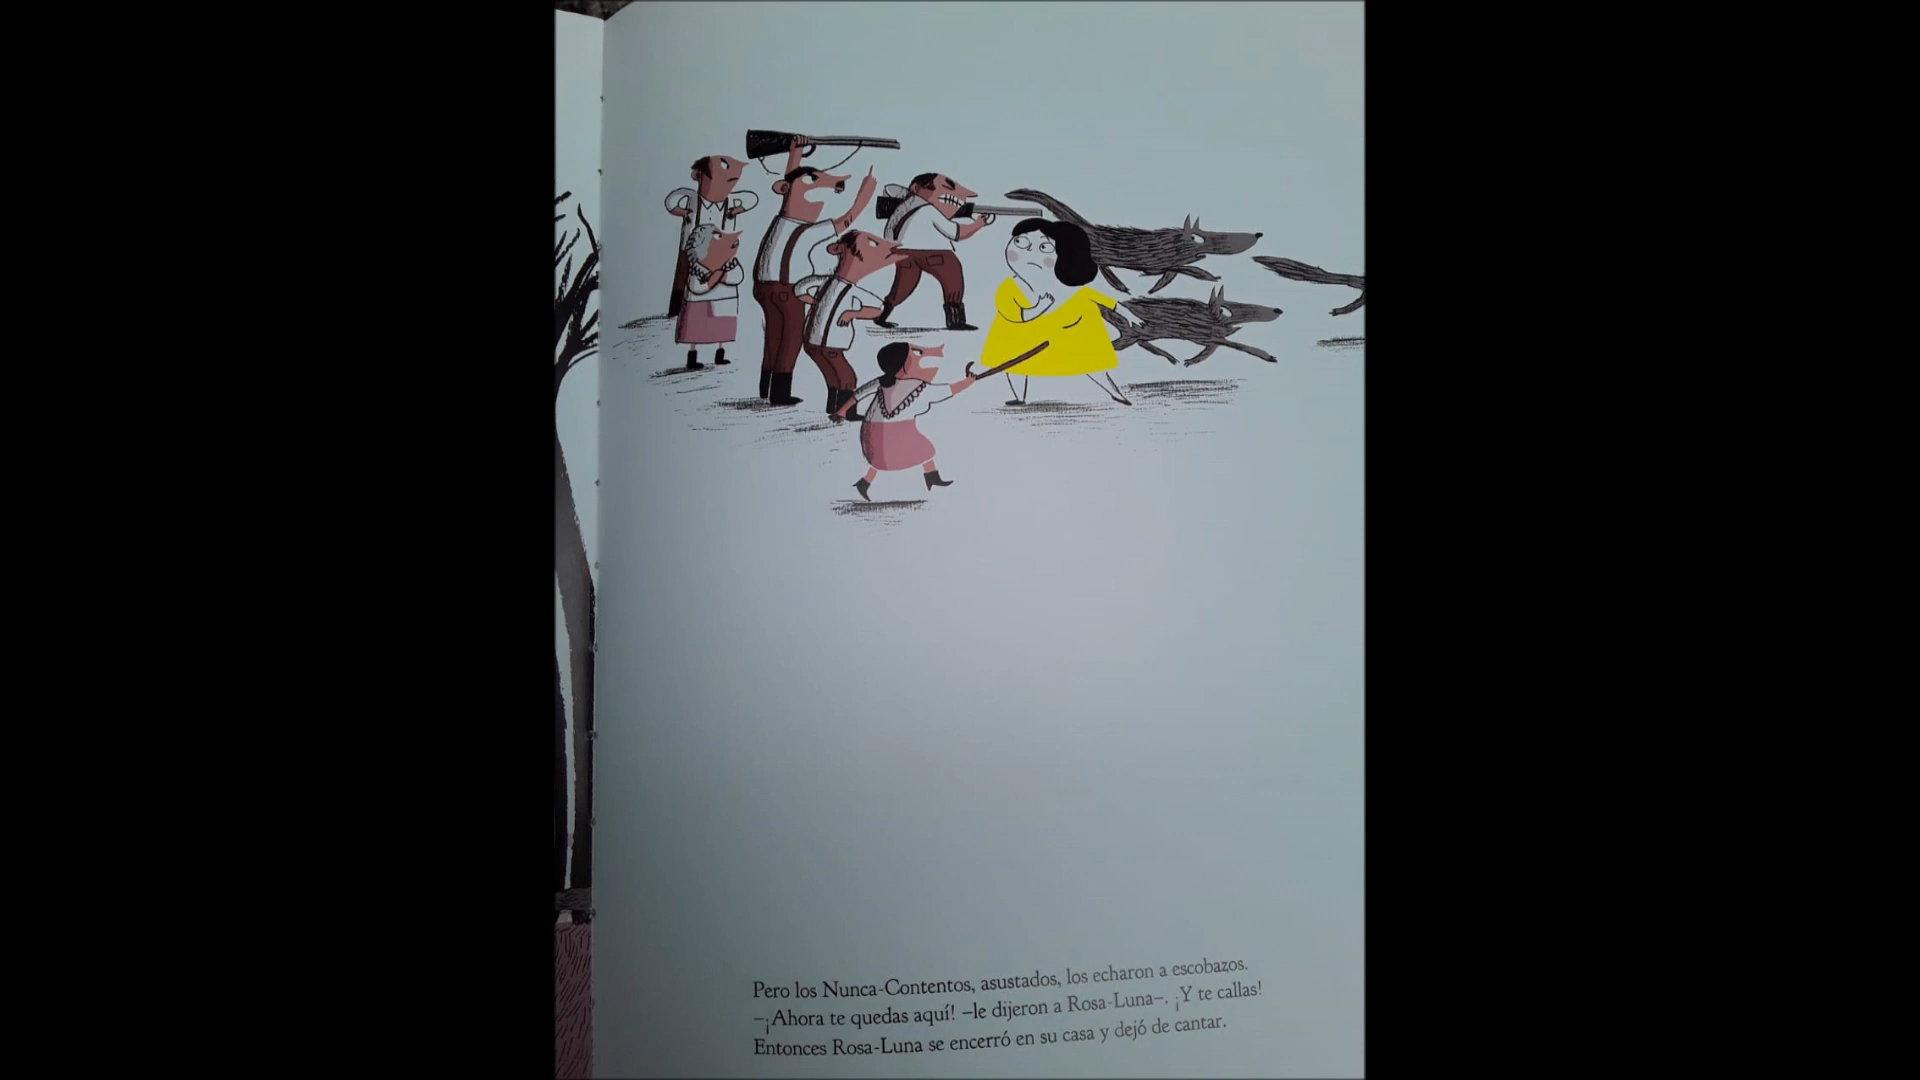 Pero los Nunca-Contentos, asustados, los echaron a escobazos.
–¡Ahora te quedas aquí! –le dijeron a Rosa-Luna–. ¡Y te callas!
Entonces Rosa-Luna se encerró en su casa y dejó de cantar.